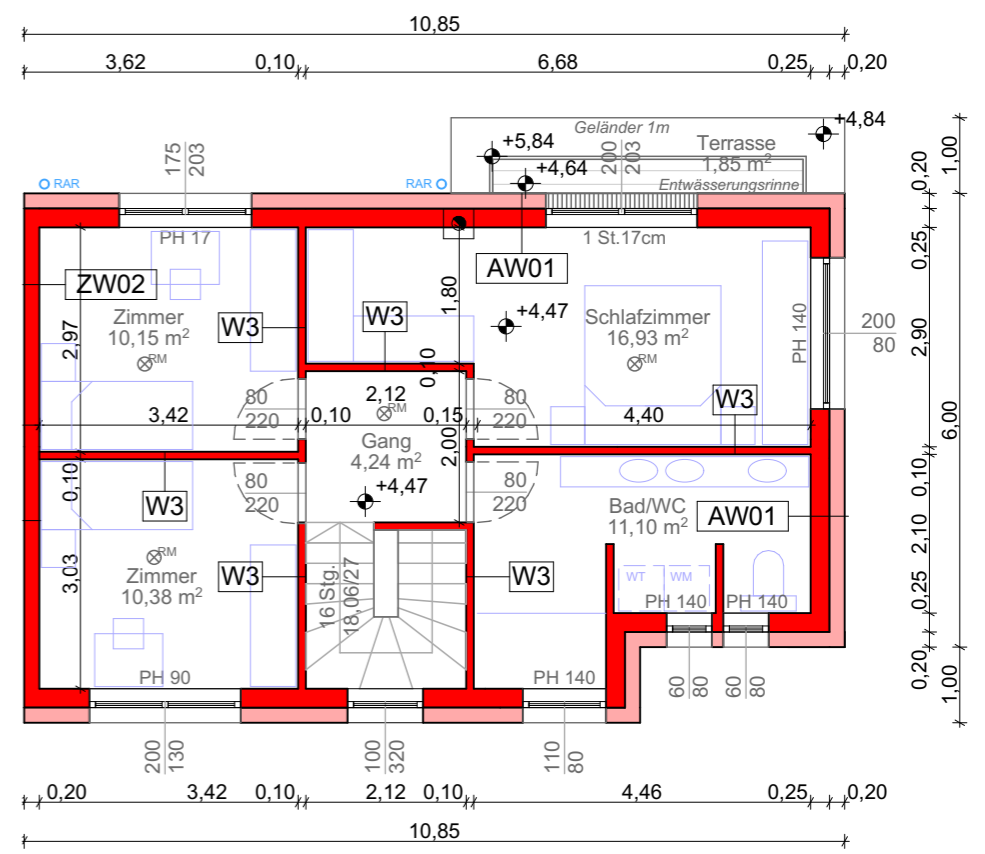 10,85
3,62
0,10
6,68
0,25
0,20
+4,84
+5,84
Geländer 1m
Terrasse
1,85 m²
+4,64
Entwässerungsrinne
175
203
200
203
RAR
RAR
1,00
0,20
PH 17
1 St.17cm
0,25
ZW02
AW01
W3
W3
1,80
+4,47
Zimmer
10,15 m²
RM
Schlafzimmer
16,93 m²
RM
PH 140
200
80
2,97
2,90
0,10
2,12
RM
80
220
80
220
W3
3,42
0,10
0,15
4,40
6,00
Gang
4,24 m²
2,00
0,10
0,10
80
220
80
220
+4,47
W3
Bad/WC
11,10 m²
AW01
2,10
RM
Zimmer
10,38 m²
3,03
W3
16 Stg.
18,06/27
W3
WT
WM
PH 140
PH 140
0,25
PH 90
PH 140
60
80
60
80
0,20
1,00
200
130
100
320
110
80
0,20
3,42
0,10
2,12
0,10
4,46
0,25
0,20
10,85